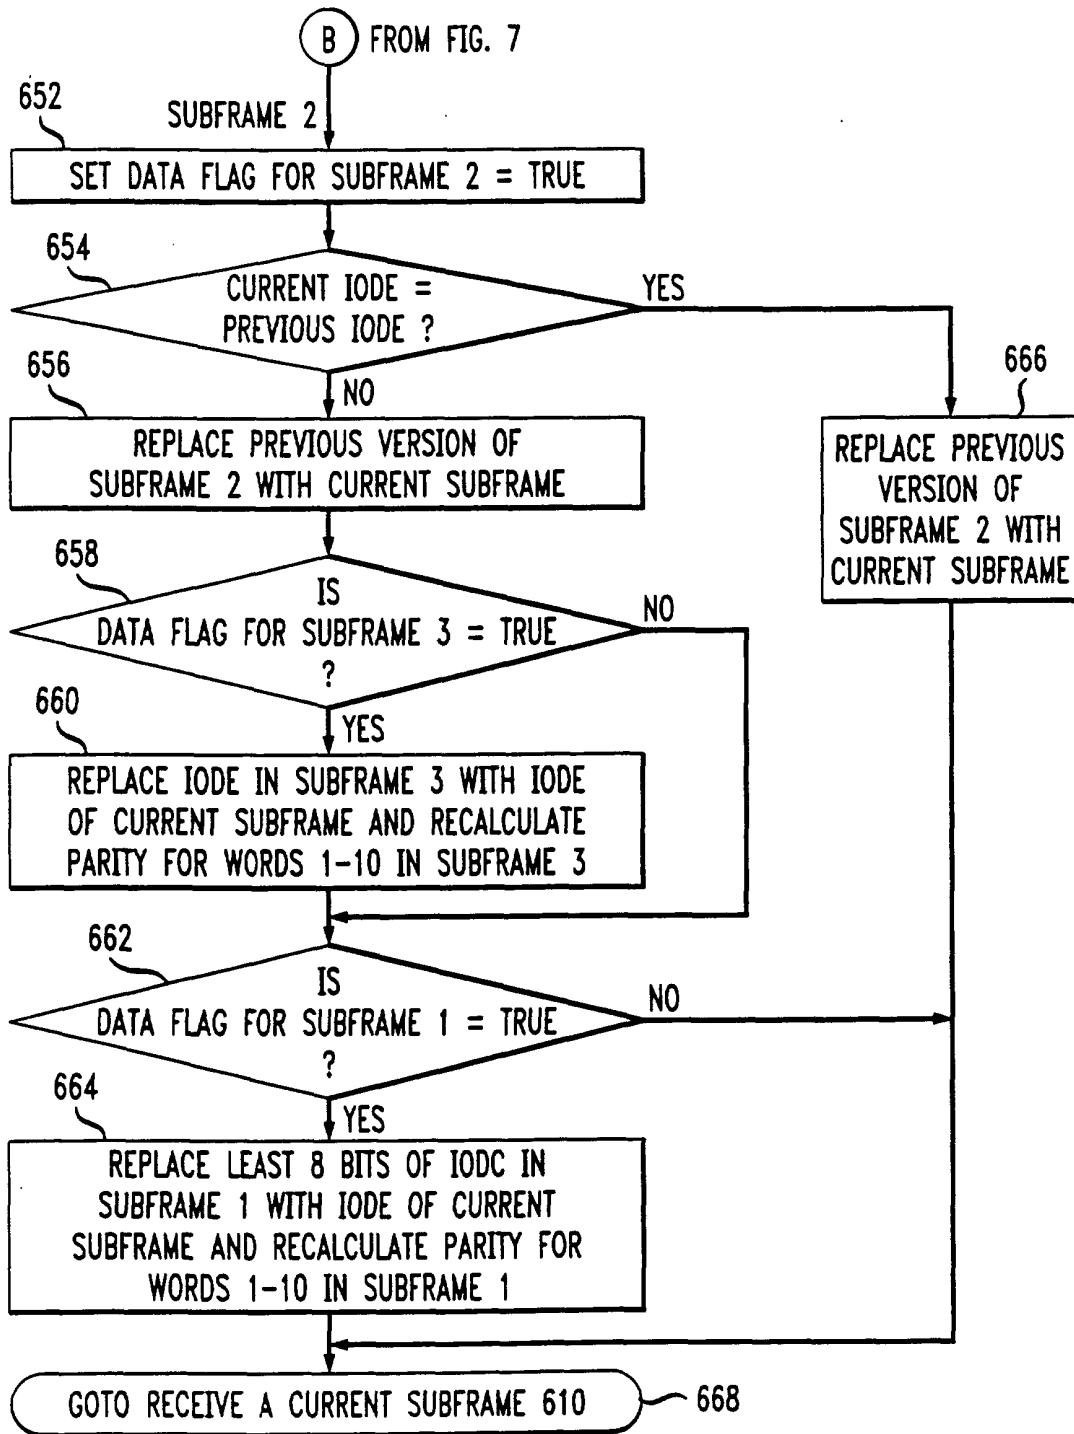 B FROM FIG. 7
652
SUBFRAME 2
SET DATA FLAG FOR SUBFRAME 2 = TRUE
654
CURRENT IODE =
PREVIOUS IODE ?
YES
NO
656
REPLACE PREVIOUS VERSION OF
SUBFRAME 2 WITH CURRENT SUBFRAME
666
REPLACE PREVIOUS
VERSION OF
SUBFRAME 2 WITH
CURRENT SUBFRAME
658
IS
DATA FLAG FOR SUBFRAME 3 = TRUE
?
NO
YES
660
REPLACE IODE IN SUBFRAME 3 WITH IODE
OF CURRENT SUBFRAME AND RECALCULATE
PARITY FOR WORDS 1-10 IN SUBFRAME 3
662
IS
DATA FLAG FOR SUBFRAME 1 = TRUE
?
NO
YES
664
REPLACE LEAST 8 BITS OF IODC IN
SUBFRAME 1 WITH IODE OF CURRENT
SUBFRAME AND RECALCULATE PARITY FOR
WORDS 1-10 IN SUBFRAME 1
GOTO RECEIVE A CURRENT SUBFRAME 610
668